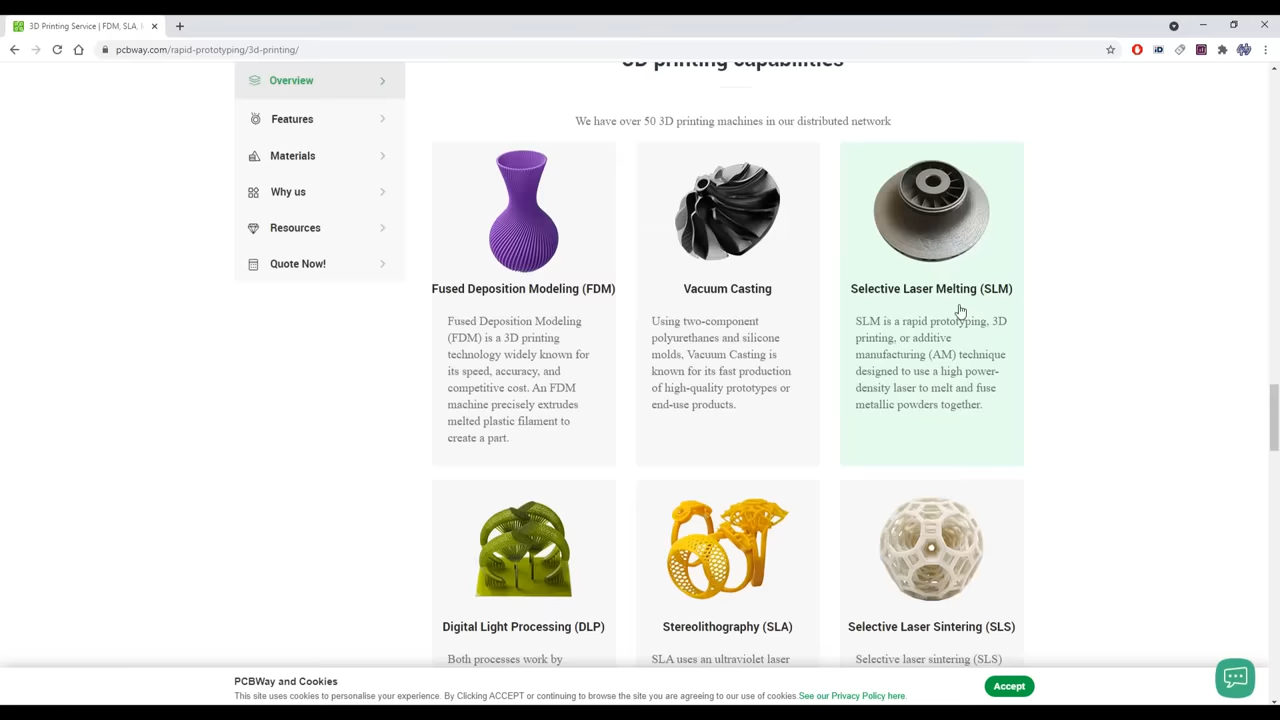 3D Printing Service | FDM, SLA,
pcbway.com/rapid-prototyping/3d-printing/
3D printing capabilities
Overview
Features
Materials
Why us
Resources
Quote Now!
We have over 50 3D printing machines in our distributed network
Fused Deposition Modeling (FDM)
Fused Deposition Modeling
(FDM) is a 3D printing
technology widely known for
its speed, accuracy, and
competitive cost. An FDM
machine precisely extrudes
melted plastic filament to
create a part.
Vacuum Casting
Using two-component
polyurethanes and silicone
molds, Vacuum Casting is
known for its fast production
of high-quality prototypes or
end-use products.
Selective Laser Melting (SLM)
SLM is a rapid prototyping, 3D
printing, or additive
manufacturing (AM) technique
designed to use a high power-
density laser to melt and fuse
metallic powders together.
Digital Light Processing (DLP)
Both processes work by
Stereolithography (SLA)
SLA uses an ultraviolet laser
Selective Laser Sintering (SLS)
Selective laser sintering (SLS)
PCBWay and Cookies
This site uses cookies to personalise your experience. By Clicking ACCEPT or continuing to browse the site you are agreeing to our use of cookies.See our Privacy Policy here.
Accept